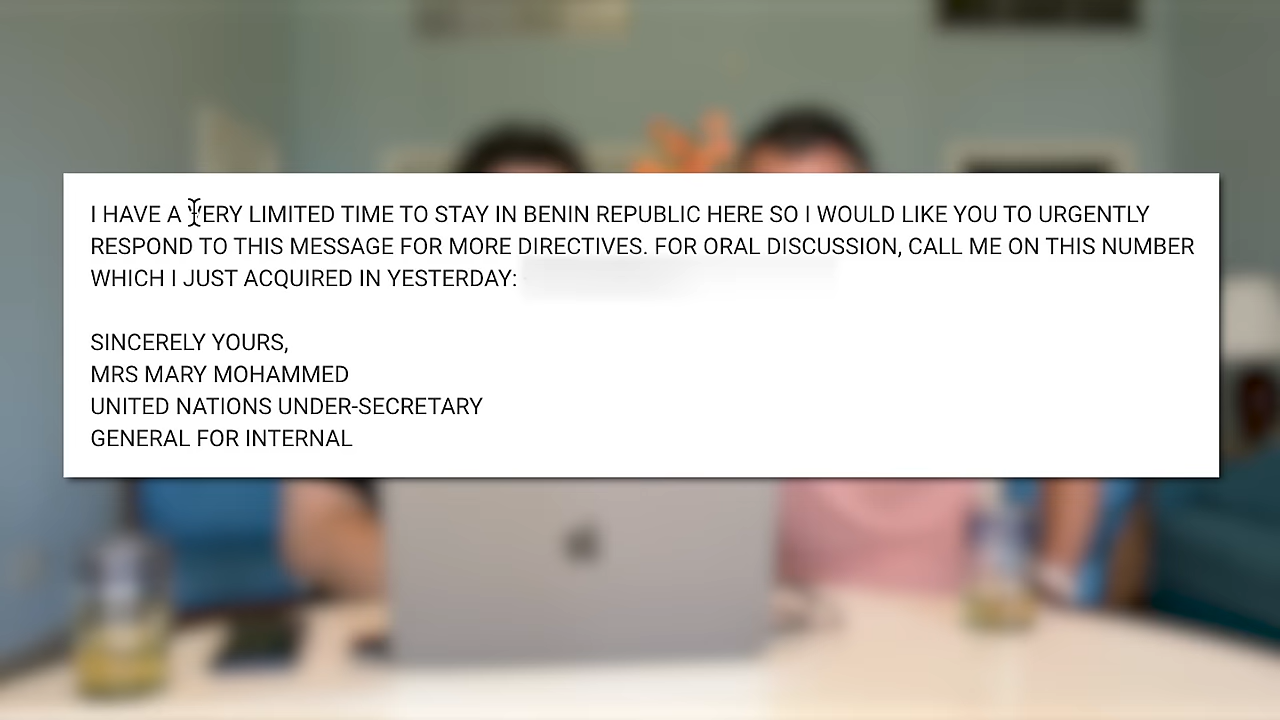 I HAVE A VERY LIMITED TIME TO STAY IN BENIN REPUBLIC HERE SO I WOULD LIKE YOU TO URGENTLY
RESPOND TO THIS MESSAGE FOR MORE DIRECTIVES. FOR ORAL DISCUSSION, CALL ME ON THIS NUMBER
WHICH I JUST ACQUIRED IN YESTERDAY:
SINCERELY YOURS,
MRS MARY MOHAMMED
UNITED NATIONS UNDER-SECRETARY
GENERAL FOR INTERNAL